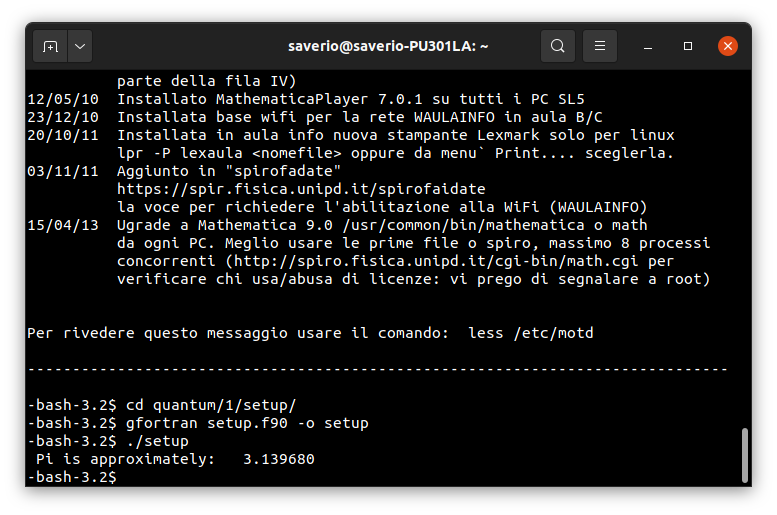 saverio@saverio-PU301LA: ~
parte della fila IV)
12/05/10  Installato MathematicaPlayer 7.0.1 su tutti i PC SL5
23/12/10  Installata base wifi per la rete WAULAINFO in aula B/C
20/10/11  Installata in aula info nuova stampante Lexmark solo per linux
lpr -P lexaula <nomefile> oppure da menu` Print.... sceglerla.
03/11/11  Aggiunto in "spirofadate"
https://spir.fisica.unipd.it/spirofaidate
la voce per richiedere l'abilitazione alla WiFi (WAULAINFO)
15/04/13  Ugrade a Mathematica 9.0 /usr/common/bin/mathematica o math
da ogni PC. Meglio usare le prime file o spiro, massimo 8 processi
concorrenti (http://spiro.fisica.unipd.it/cgi-bin/math.cgi per
verificare chi usa/abusa di licenze: vi prego di segnalare a root)
Per rivedere questo messaggio usare il comando:  less /etc/motd
------------------------------------------------------------------------------
-bash-3.2$ cd quantum/1/setup/
-bash-3.2$ gfortran setup.f90 -o setup
-bash-3.2$ ./setup
Pi is approximately:   3.139680
-bash-3.2$